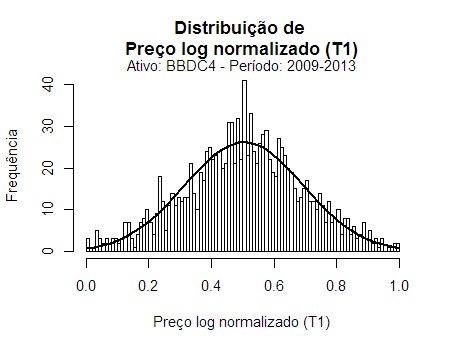 Distribuição de
Preço log normalizado (T1)
Ativo: BBDC4 - Período: 2009-2013
Frequência
40
30
20
10
0
0.0 0.2 0.4 0.6 0.8 1.0
Preço log normalizado (T1)